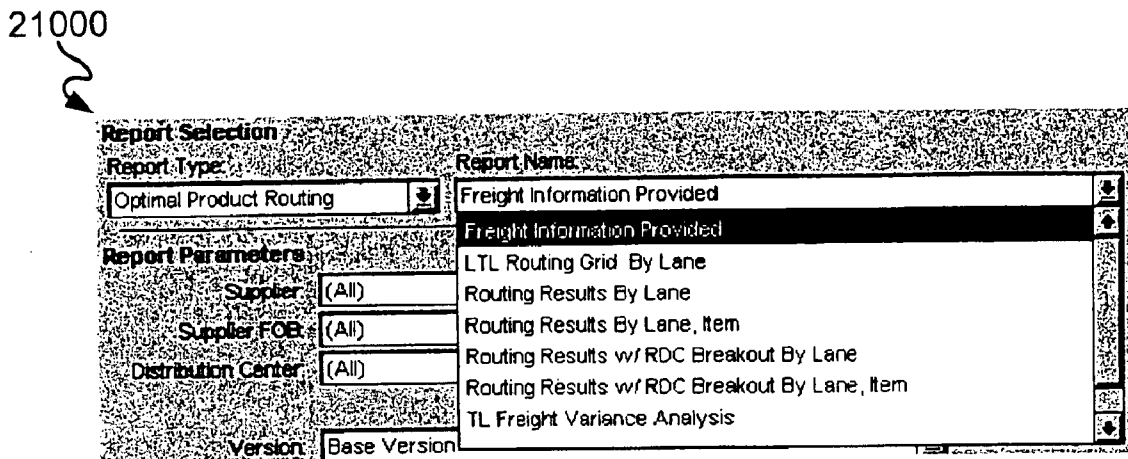 21000
Report Selection
Report Type:
Report Name:
Optimal Product Routing
Freight Information Provided
Freight Information Provided
LTL Routing Grid By Lane
Report Parameters
Supplier: (All)
Routing Results By Lane
Supplier FOB: (All)
Routing Results By Lane, Item
Distribution Center: (All)
Routing Results w/ RDC Breakout By Lane
Routing Results w/ RDC Breakout By Lane, Item
TL Freight Variance Analysis
Version: Base Version